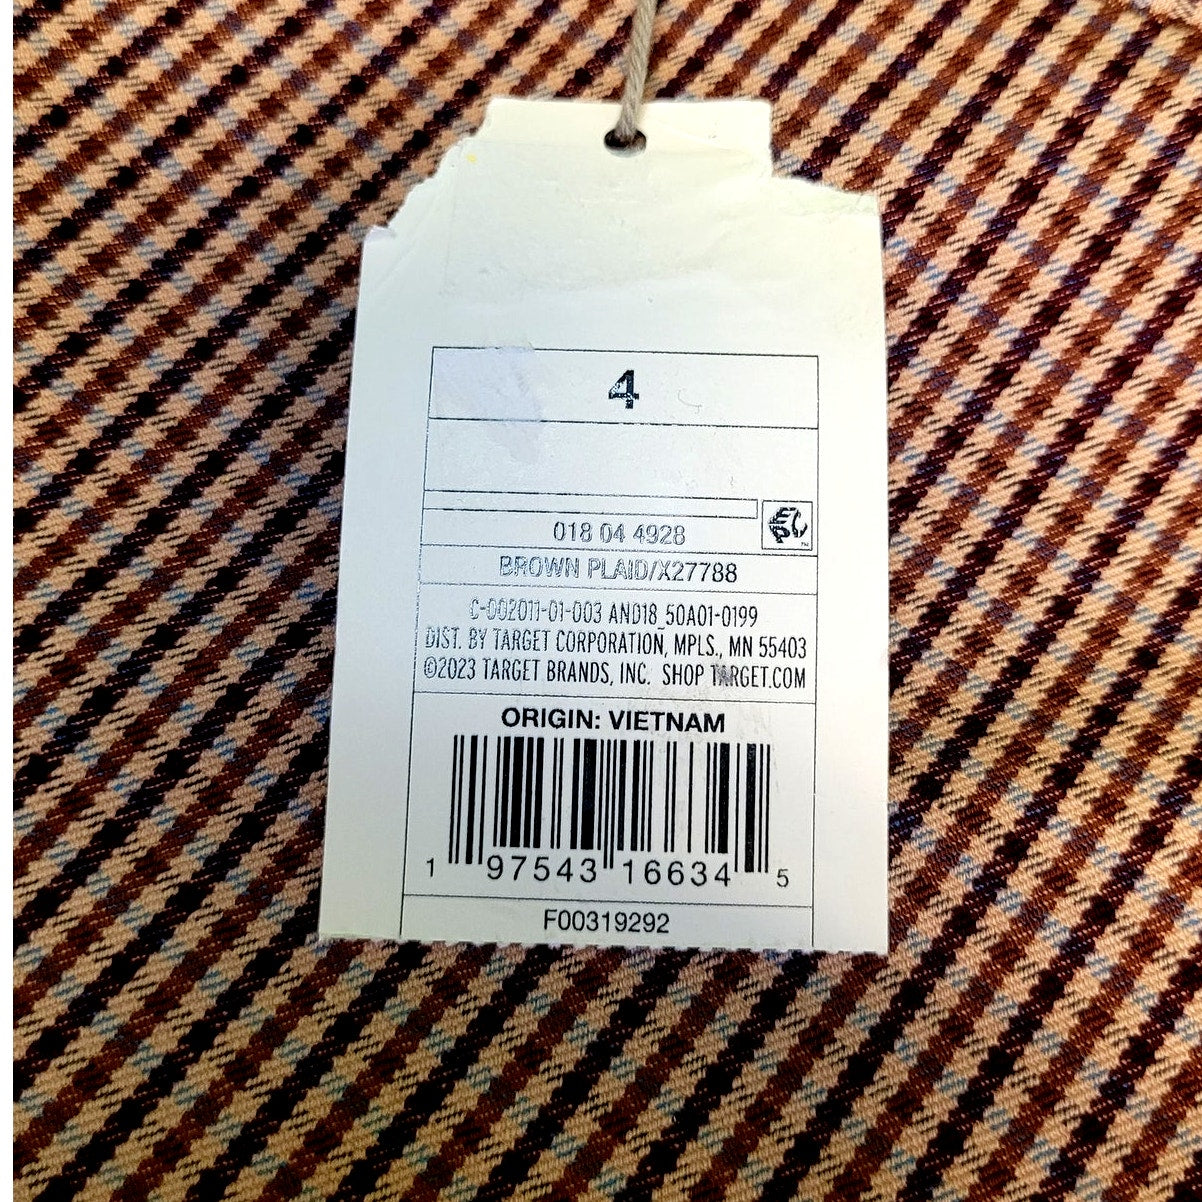 4
EPC
018 04 4928
BROWN PLAID/X27788
C-002011-01-003 AND18_50A01-0199
DIST. BY TARGET CORPORATION, MPLS., MN 55403
©2023 TARGET BRANDS, INC. SHOP TARGET.COM
ORIGIN: VIETNAM
1 97543 16634 5
F00319292